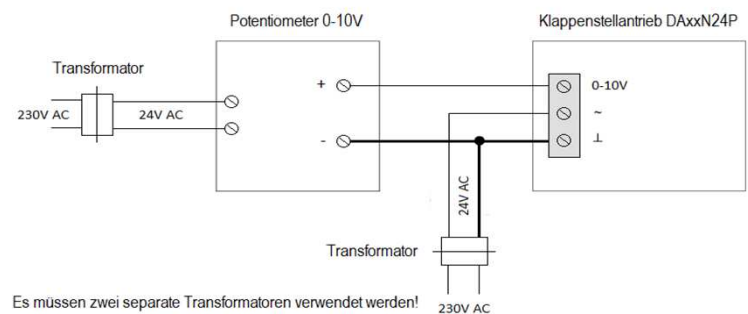 Potentiometer 0-10V
Klappenstellantrieb DAxxN24P
Transformator
230V AC
24V AC
+
-
0-10V
~
⊥
24V AC
Transformator
230V AC
Es müssen zwei separate Transformatoren verwendet werden!